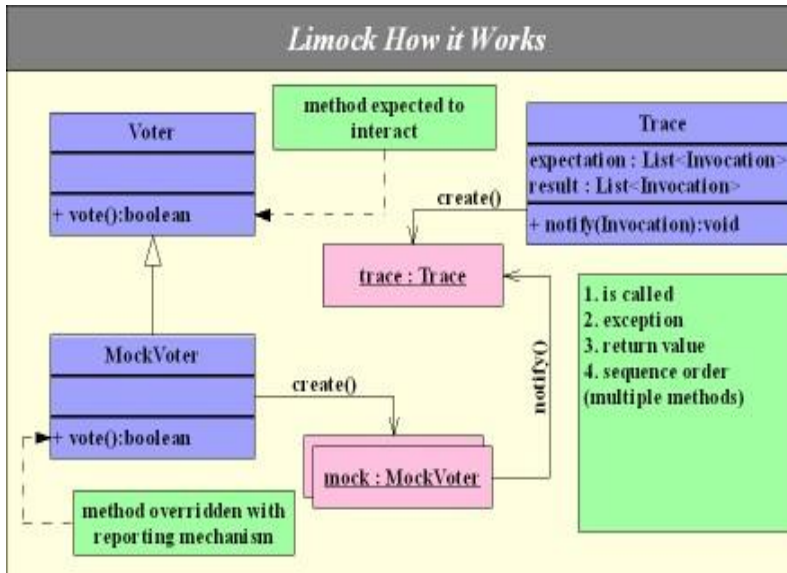 Limock How it Works
Voter
+ vote():boolean
method expected to
interact
Trace
expectation : List<Invocation>
result : List<Invocation>
+ notify(Invocation):void
create()
trace : Trace
MockVoter
+ vote():boolean
create()
mock : MockVoter
notify()
1. is called
2. exception
3. return value
4. sequence order
(multiple methods)
method overridden with
reporting mechanism